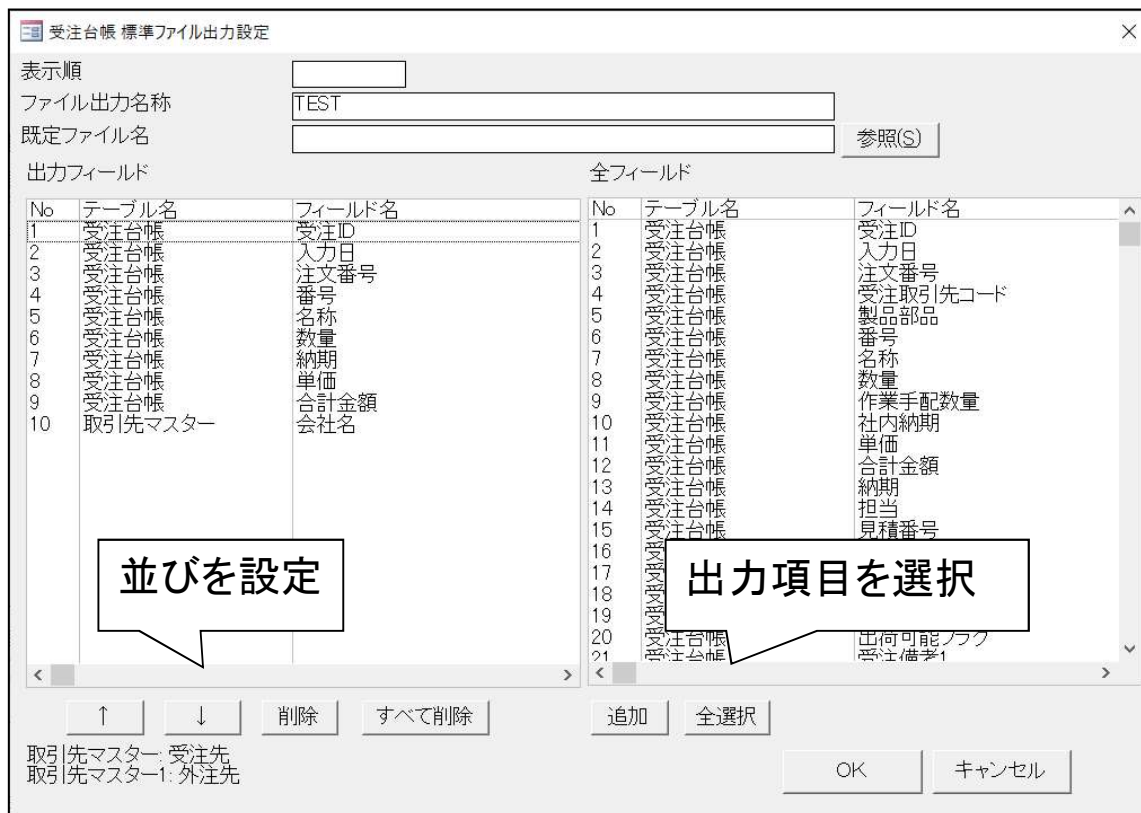 受注台帳 標準ファイル出力設定
表示順
ファイル出力名称 TEST
既定ファイル名 参照(S)
出力フィールド
No テーブル名 フィールド名
1 受注台帳 受注ID
2 受注台帳 入力日
3 受注台帳 注文番号
4 受注台帳 番号
5 受注台帳 名称
6 受注台帳 数量
7 受注台帳 納期
8 受注台帳 単価
9 受注台帳 合計金額
10 取引先マスター 会社名
並びを設定
↑ ↓ 削除 すべて削除
取引先マスター: 受注先
取引先マスター1: 外注先
全フィールド
No テーブル名 フィールド名
1 受注台帳 受注ID
2 受注台帳 入力日
3 受注台帳 注文番号
4 受注台帳 受注取引先コード
5 受注台帳 製品部品
6 受注台帳 番号
7 受注台帳 名称
8 受注台帳 数量
9 受注台帳 作業手配数量
10 受注台帳 社内納期
11 受注台帳 単価
12 受注台帳 合計金額
13 受注台帳 納期
14 受注台帳 担当
15 受注台帳 見積番号
16 受
17 受
18 受
19 受
20 受注台帳 出荷可能フラグ
21 受注台帳 受注備考1
出力項目を選択
追加 全選択
OK キャンセル